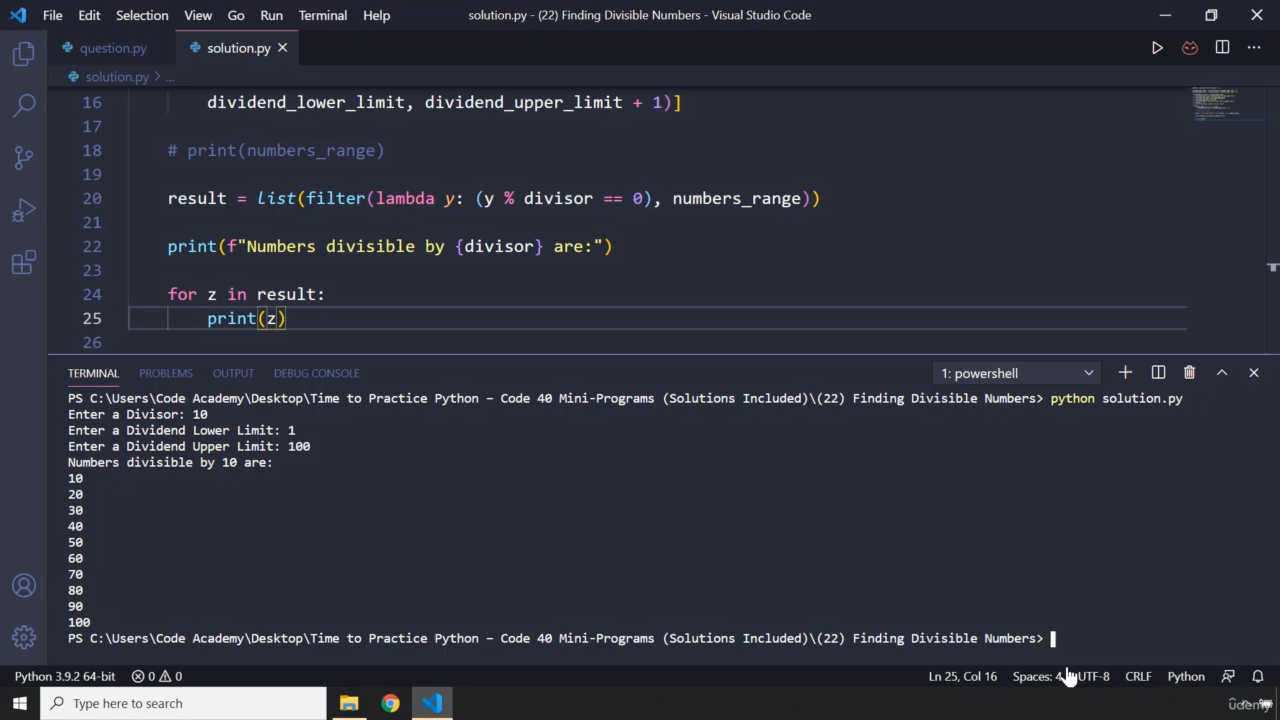 File Edit Selection View Go Run Terminal Help solution.py - (22) Finding Divisible Numbers - Visual Studio Code
question.py solution.py
solution.py > ...
16 dividend_lower_limit, dividend_upper_limit + 1)]
17
18 # print(numbers_range)
19
20 result = list(filter(lambda y: (y % divisor == 0), numbers_range))
21
22 print(f"Numbers divisible by {divisor} are:")
23
24 for z in result:
25 print(z)
26
TERMINAL PROBLEMS OUTPUT DEBUG CONSOLE 1: powershell
PS C:\Users\Code Academy\Desktop\Time to Practice Python – Code 40 Mini-Programs (Solutions Included)\(22) Finding Divisible Numbers> python solution.py
Enter a Divisor: 10
Enter a Dividend Lower Limit: 1
Enter a Dividend Upper Limit: 100
Numbers divisible by 10 are:
10
20
30
40
50
60
70
80
90
100
PS C:\Users\Code Academy\Desktop\Time to Practice Python – Code 40 Mini-Programs (Solutions Included)\(22) Finding Divisible Numbers>
Python 3.9.2 64-bit 0 0 Ln 25, Col 16 Spaces: 4 UTF-8 CRLF Python
Type here to search udemy